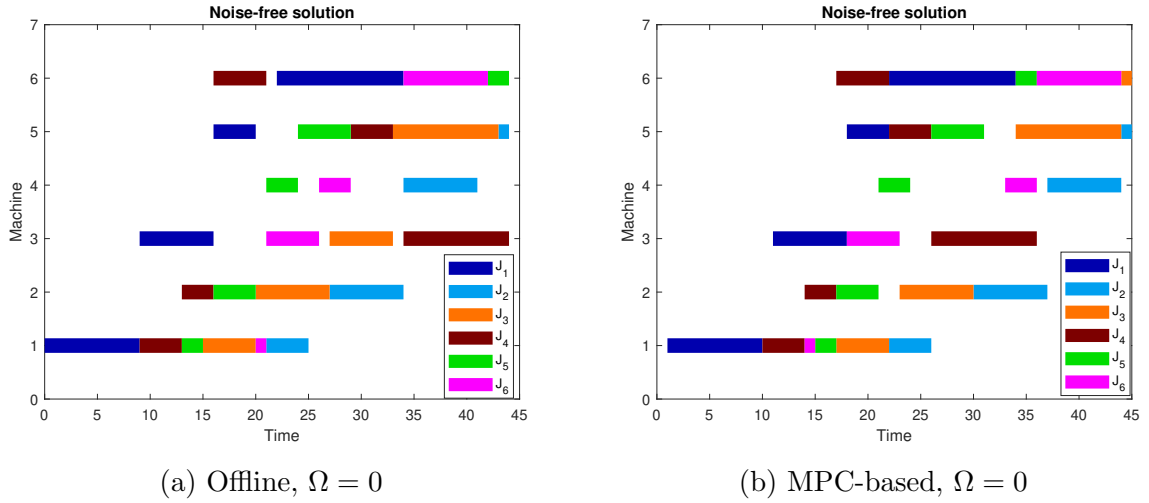 Noise-free solution
7
6
5
4
3
2
1
0
Machine
0 5 10 15 20 25 30 35 40 45
Time
J1
J2
J3
J4
J5
J6
(a) Offline, Ω = 0
Noise-free solution
7
6
5
4
3
2
1
0
Machine
0 5 10 15 20 25 30 35 40 45
Time
J1
J2
J3
J4
J5
J6
(b) MPC-based, Ω = 0